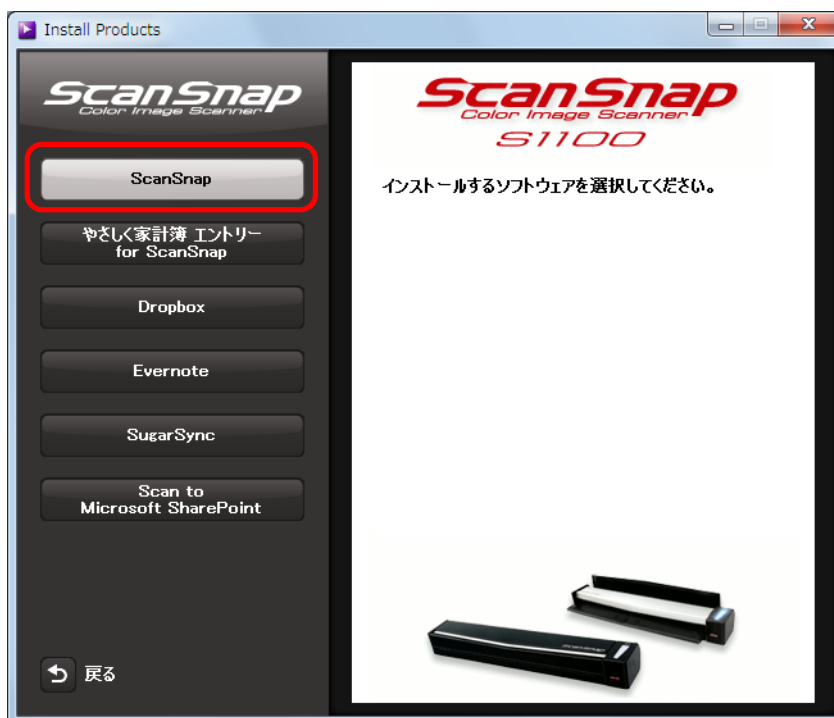 Install Products
ScanSnap
Color Image Scanner
ScanSnap
やさしく家計簿 エントリー
for ScanSnap
Dropbox
Evernote
SugarSync
Scan to
Microsoft SharePoint
戻る
ScanSnap
Color Image Scanner
S1100
インストールするソフトウェアを選択してください。